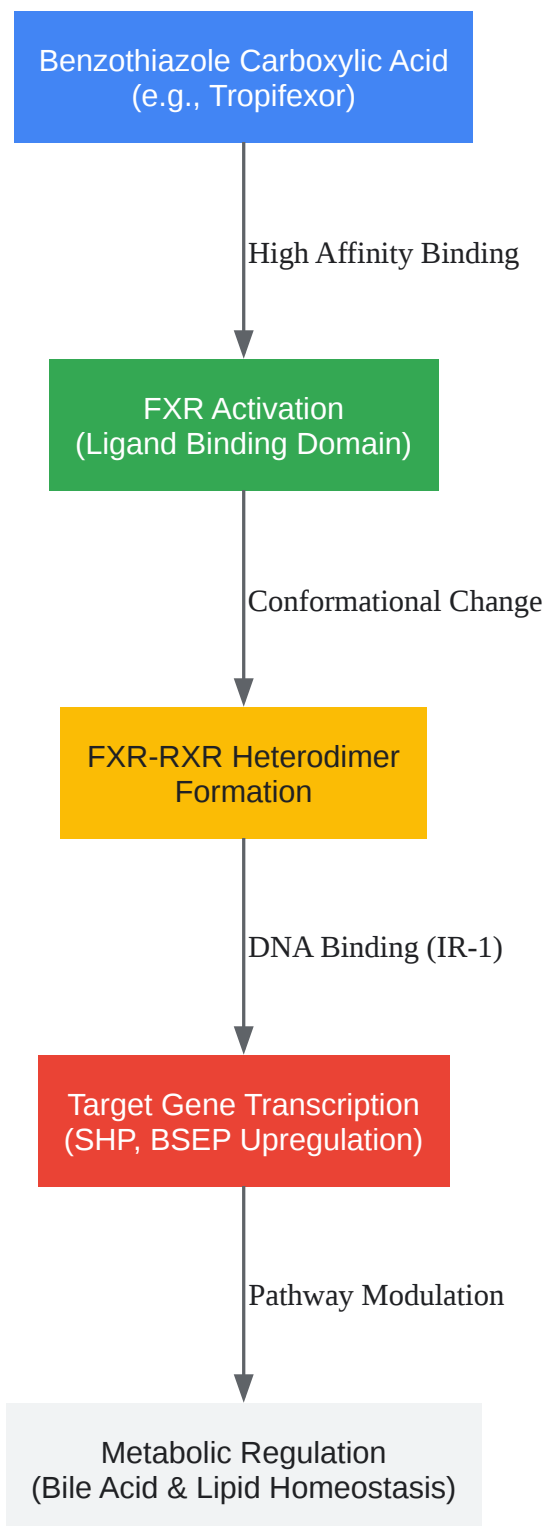 Benzothiazole Carboxylic Acid
(e.g., Tropifexor)
High Affinity Binding
FXR Activation
(Ligand Binding Domain)
Conformational Change
FXR-RXR Heterodimer
Formation
DNA Binding (IR-1)
Target Gene Transcription
(SHP, BSEP Upregulation)
Pathway Modulation
Metabolic Regulation
(Bile Acid & Lipid Homeostasis)